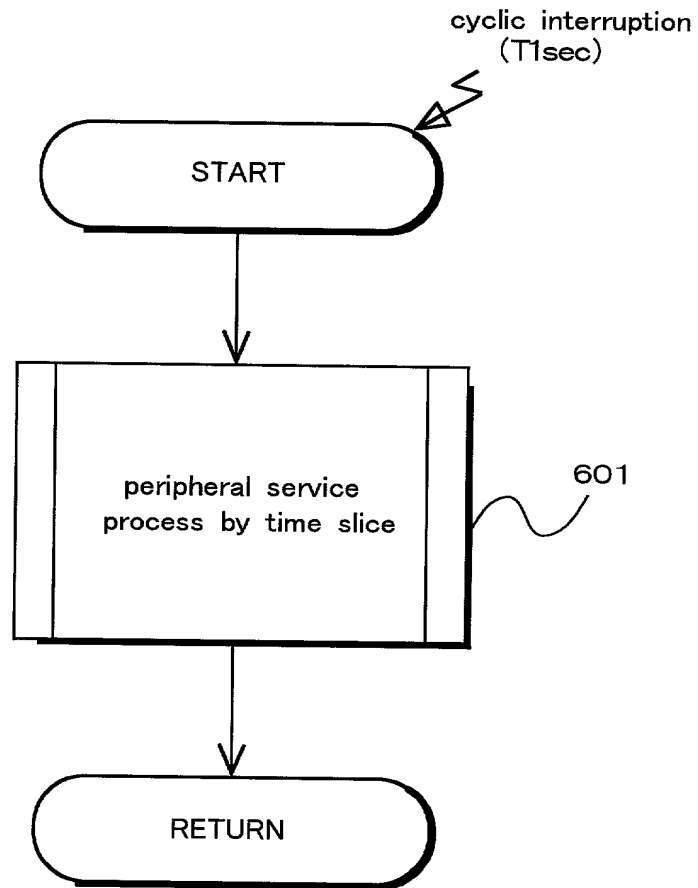 cyclic interruption
(T1sec)
START
peripheral service
process by time slice
601
RETURN